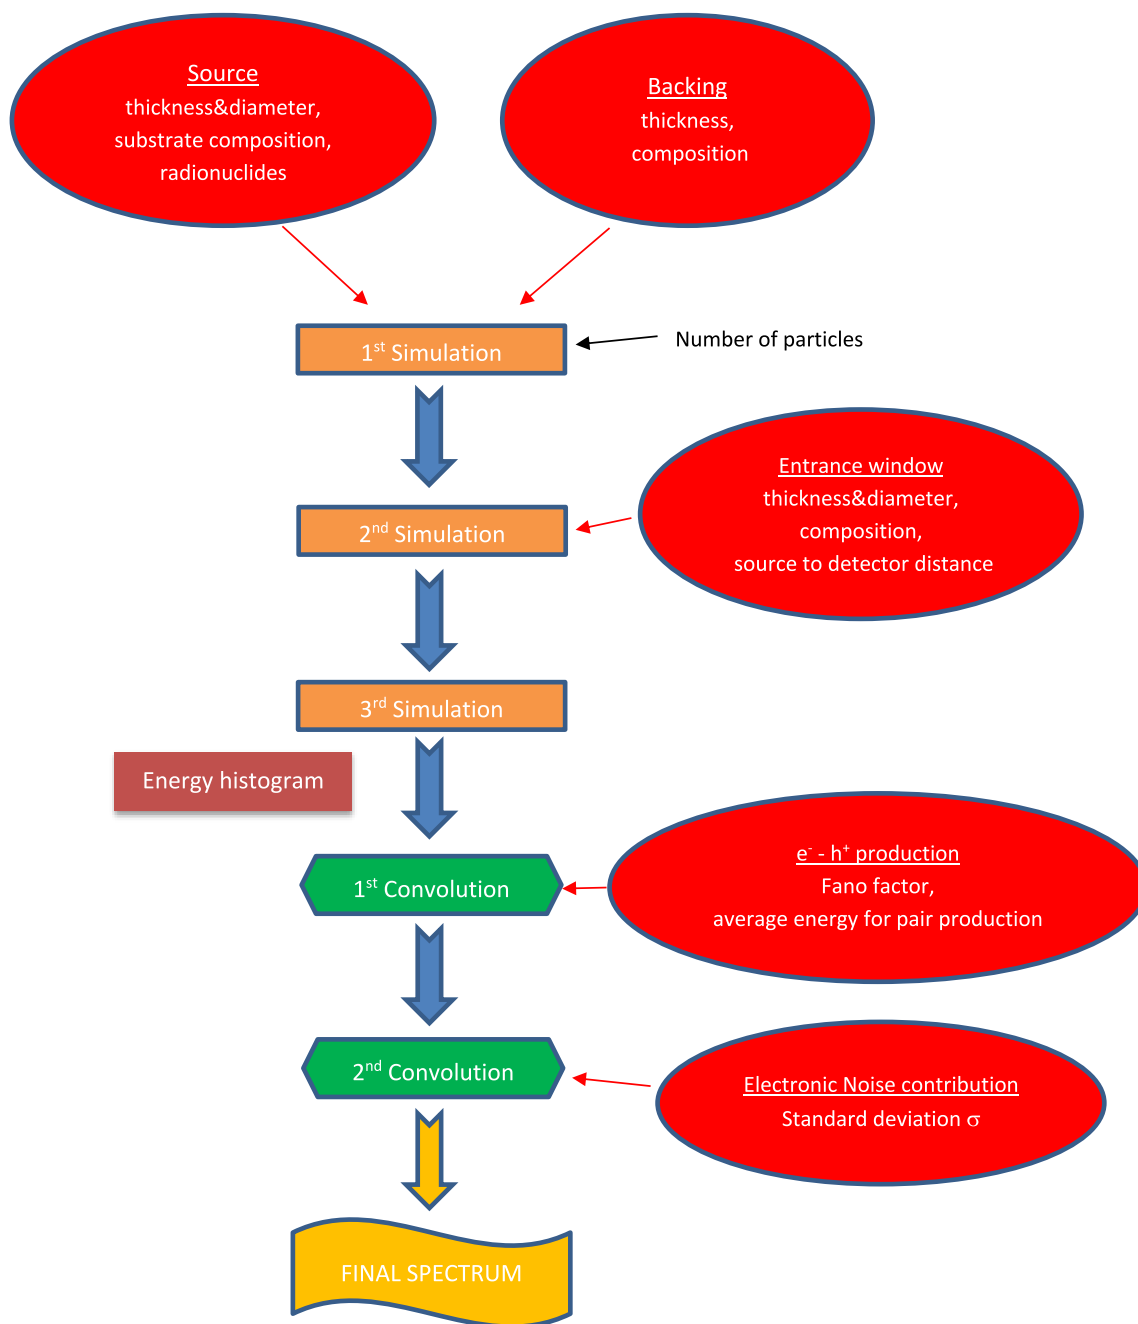 Source
thickness&diameter,
substrate composition,
radionuclides
Backing
thickness,
composition
1st Simulation
Number of particles
2nd Simulation
Entrance window
thickness&diameter,
composition,
source to detector distance
3rd Simulation
Energy histogram
1st Convolution
e- - h+ production
Fano factor,
average energy for pair production
2nd Convolution
Electronic Noise contribution
Standard deviation σ
FINAL SPECTRUM